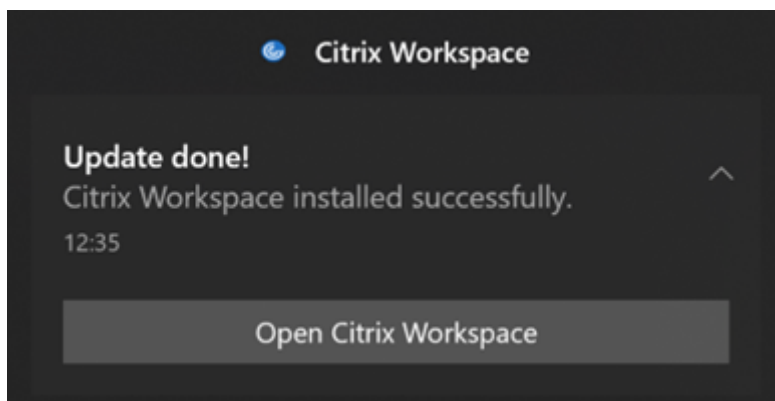 Citrix Workspace
Update done!
Citrix Workspace installed successfully.
12:35
Open Citrix Workspace